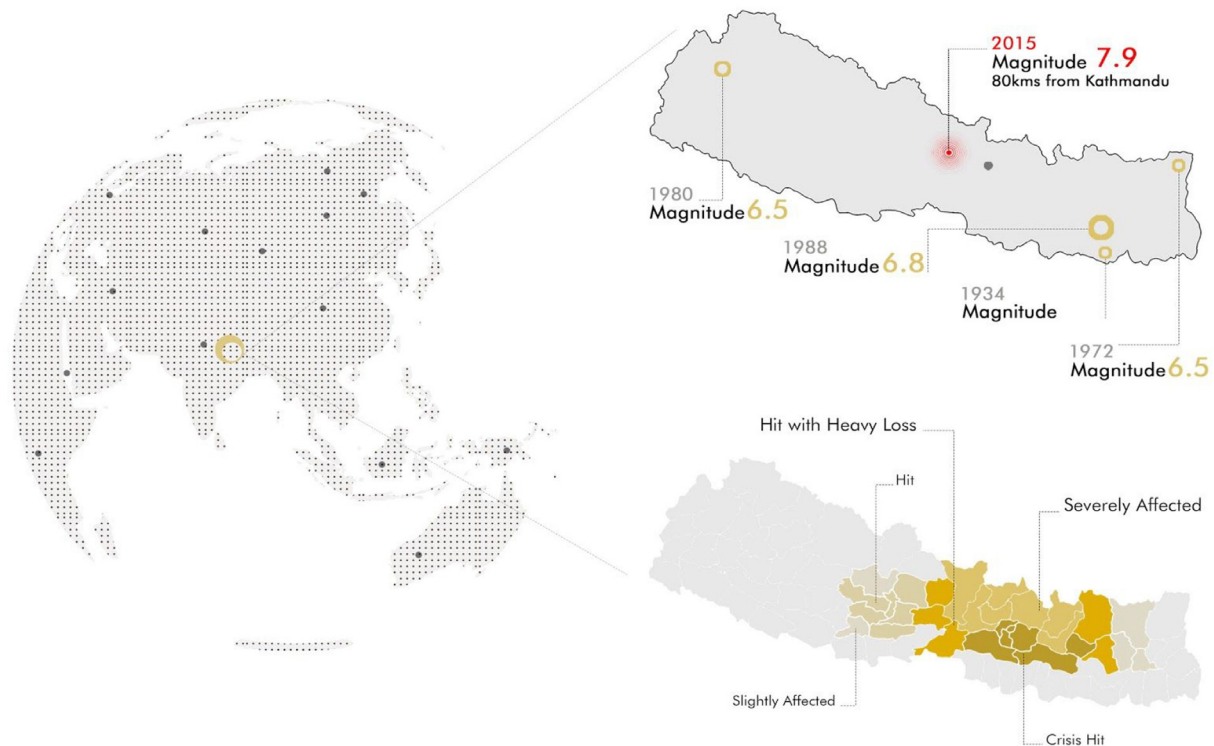 2015
Magnitude 7.9
80kms from Kathmandu
1980
Magnitude 6.5
1988
Magnitude 6.8
1934
Magnitude
1972
Magnitude 6.5
Hit with Heavy Loss
Hit
Severely Affected
Slightly Affected
Crisis Hit